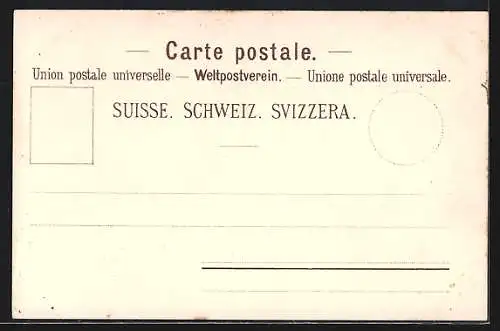 — Carte postale. —
Union postale universelle — Weltpostverein. — Unione postale universale.
SUISSE. SCHWEIZ. SVIZZERA.